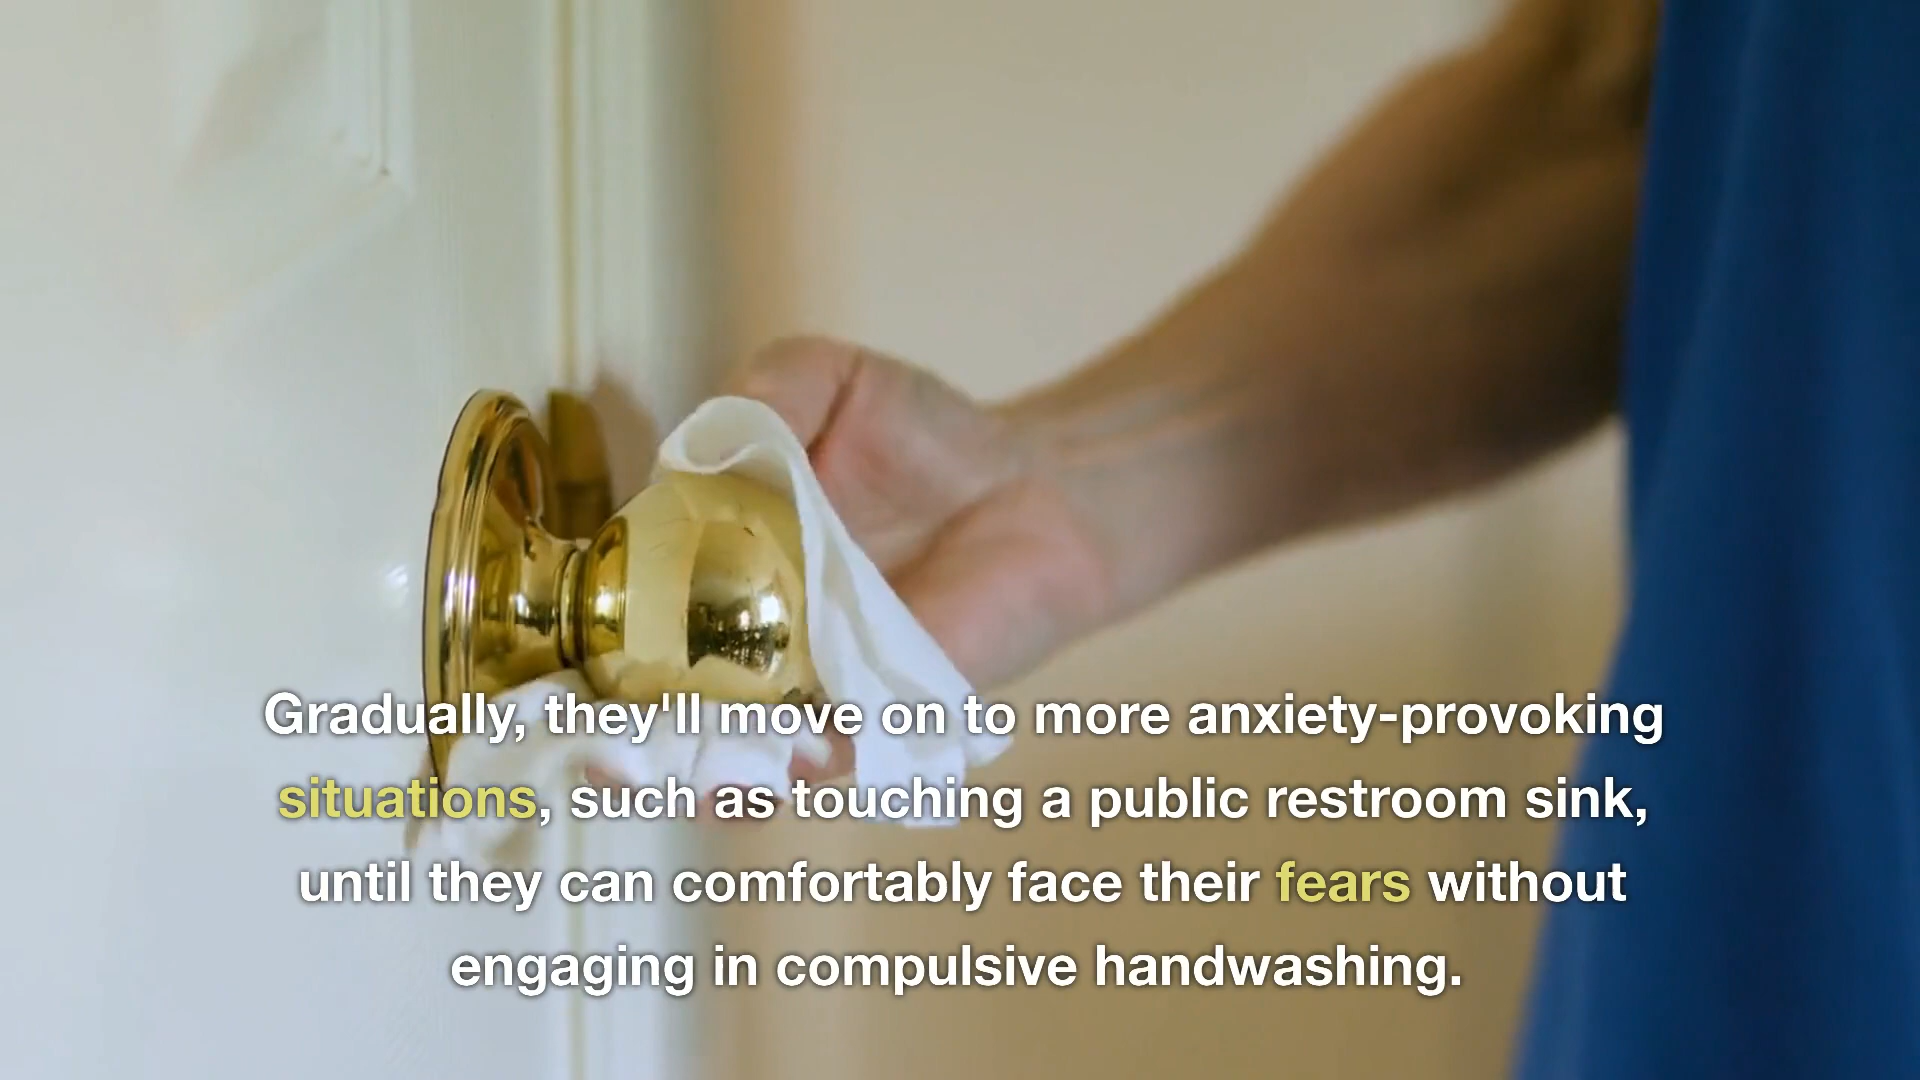 Gradually, they'll move on to more anxiety-provoking
situations, such as touching a public restroom sink,
until they can comfortably face their fears without
engaging in compulsive handwashing.